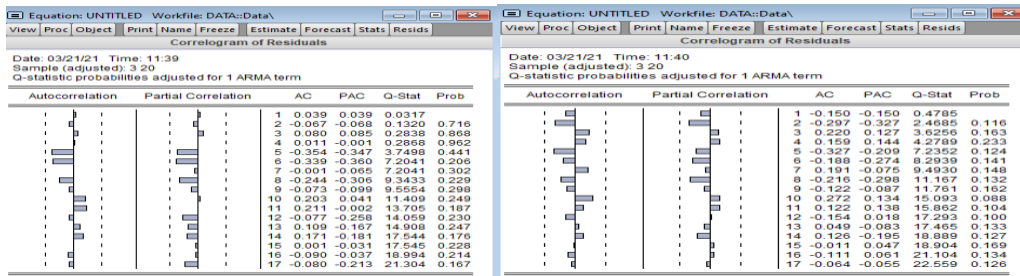 Equation: UNTITLED Workfile: DATA::Data\
View Proc Object Print Name Freeze Estimate Forecast Stats Resids
Correlogram of Residuals
Date: 03/21/21 Time: 11:39
Sample (adjusted): 3 20
Q-statistic probabilities adjusted for 1 ARMA term
Autocorrelation Partial Correlation AC PAC Q-Stat Prob
1 0.039 0.039 0.0317
2 -0.067 -0.068 0.1320 0.716
3 0.080 0.085 0.2838 0.868
4 0.011 -0.001 0.2868 0.962
5 -0.354 -0.347 3.7498 0.441
6 -0.339 -0.360 7.2041 0.206
7 -0.001 -0.065 7.2041 0.302
8 -0.244 -0.306 9.3433 0.229
9 -0.073 -0.099 9.5554 0.298
10 0.203 0.041 11.409 0.249
11 0.211 -0.002 13.705 0.187
12 -0.077 -0.258 14.059 0.230
13 0.109 -0.167 14.908 0.247
14 0.171 -0.181 17.544 0.176
15 0.001 -0.037 17.545 0.228
16 -0.090 -0.037 18.994 0.214
17 -0.080 -0.213 21.304 0.167
Equation: UNTITLED Workfile: DATA::Data\
View Proc Object Print Name Freeze Estimate Forecast Stats Resids
Correlogram of Residuals
Date: 03/21/21 Time: 11:40
Sample (adjusted): 3 20
Q-statistic probabilities adjusted for 1 ARMA term
Autocorrelation Partial Correlation AC PAC Q-Stat Prob
1 -0.150 -0.150 0.4785
2 -0.297 -0.327 2.4685 0.116
3 0.220 0.127 3.6256 0.163
4 0.159 0.144 4.2789 0.233
5 -0.327 -0.209 7.2352 0.124
6 -0.188 -0.274 8.2939 0.141
7 0.191 -0.075 9.4930 0.148
8 -0.216 -0.298 11.167 0.132
9 -0.122 -0.087 11.761 0.162
10 0.272 0.134 15.093 0.088
11 0.122 0.138 15.862 0.104
12 -0.154 0.018 17.293 0.100
13 0.049 -0.083 17.465 0.133
14 0.126 -0.195 18.889 0.127
15 -0.011 0.047 18.904 0.169
16 -0.111 0.061 21.104 0.134
17 -0.064 -0.055 22.559 0.126